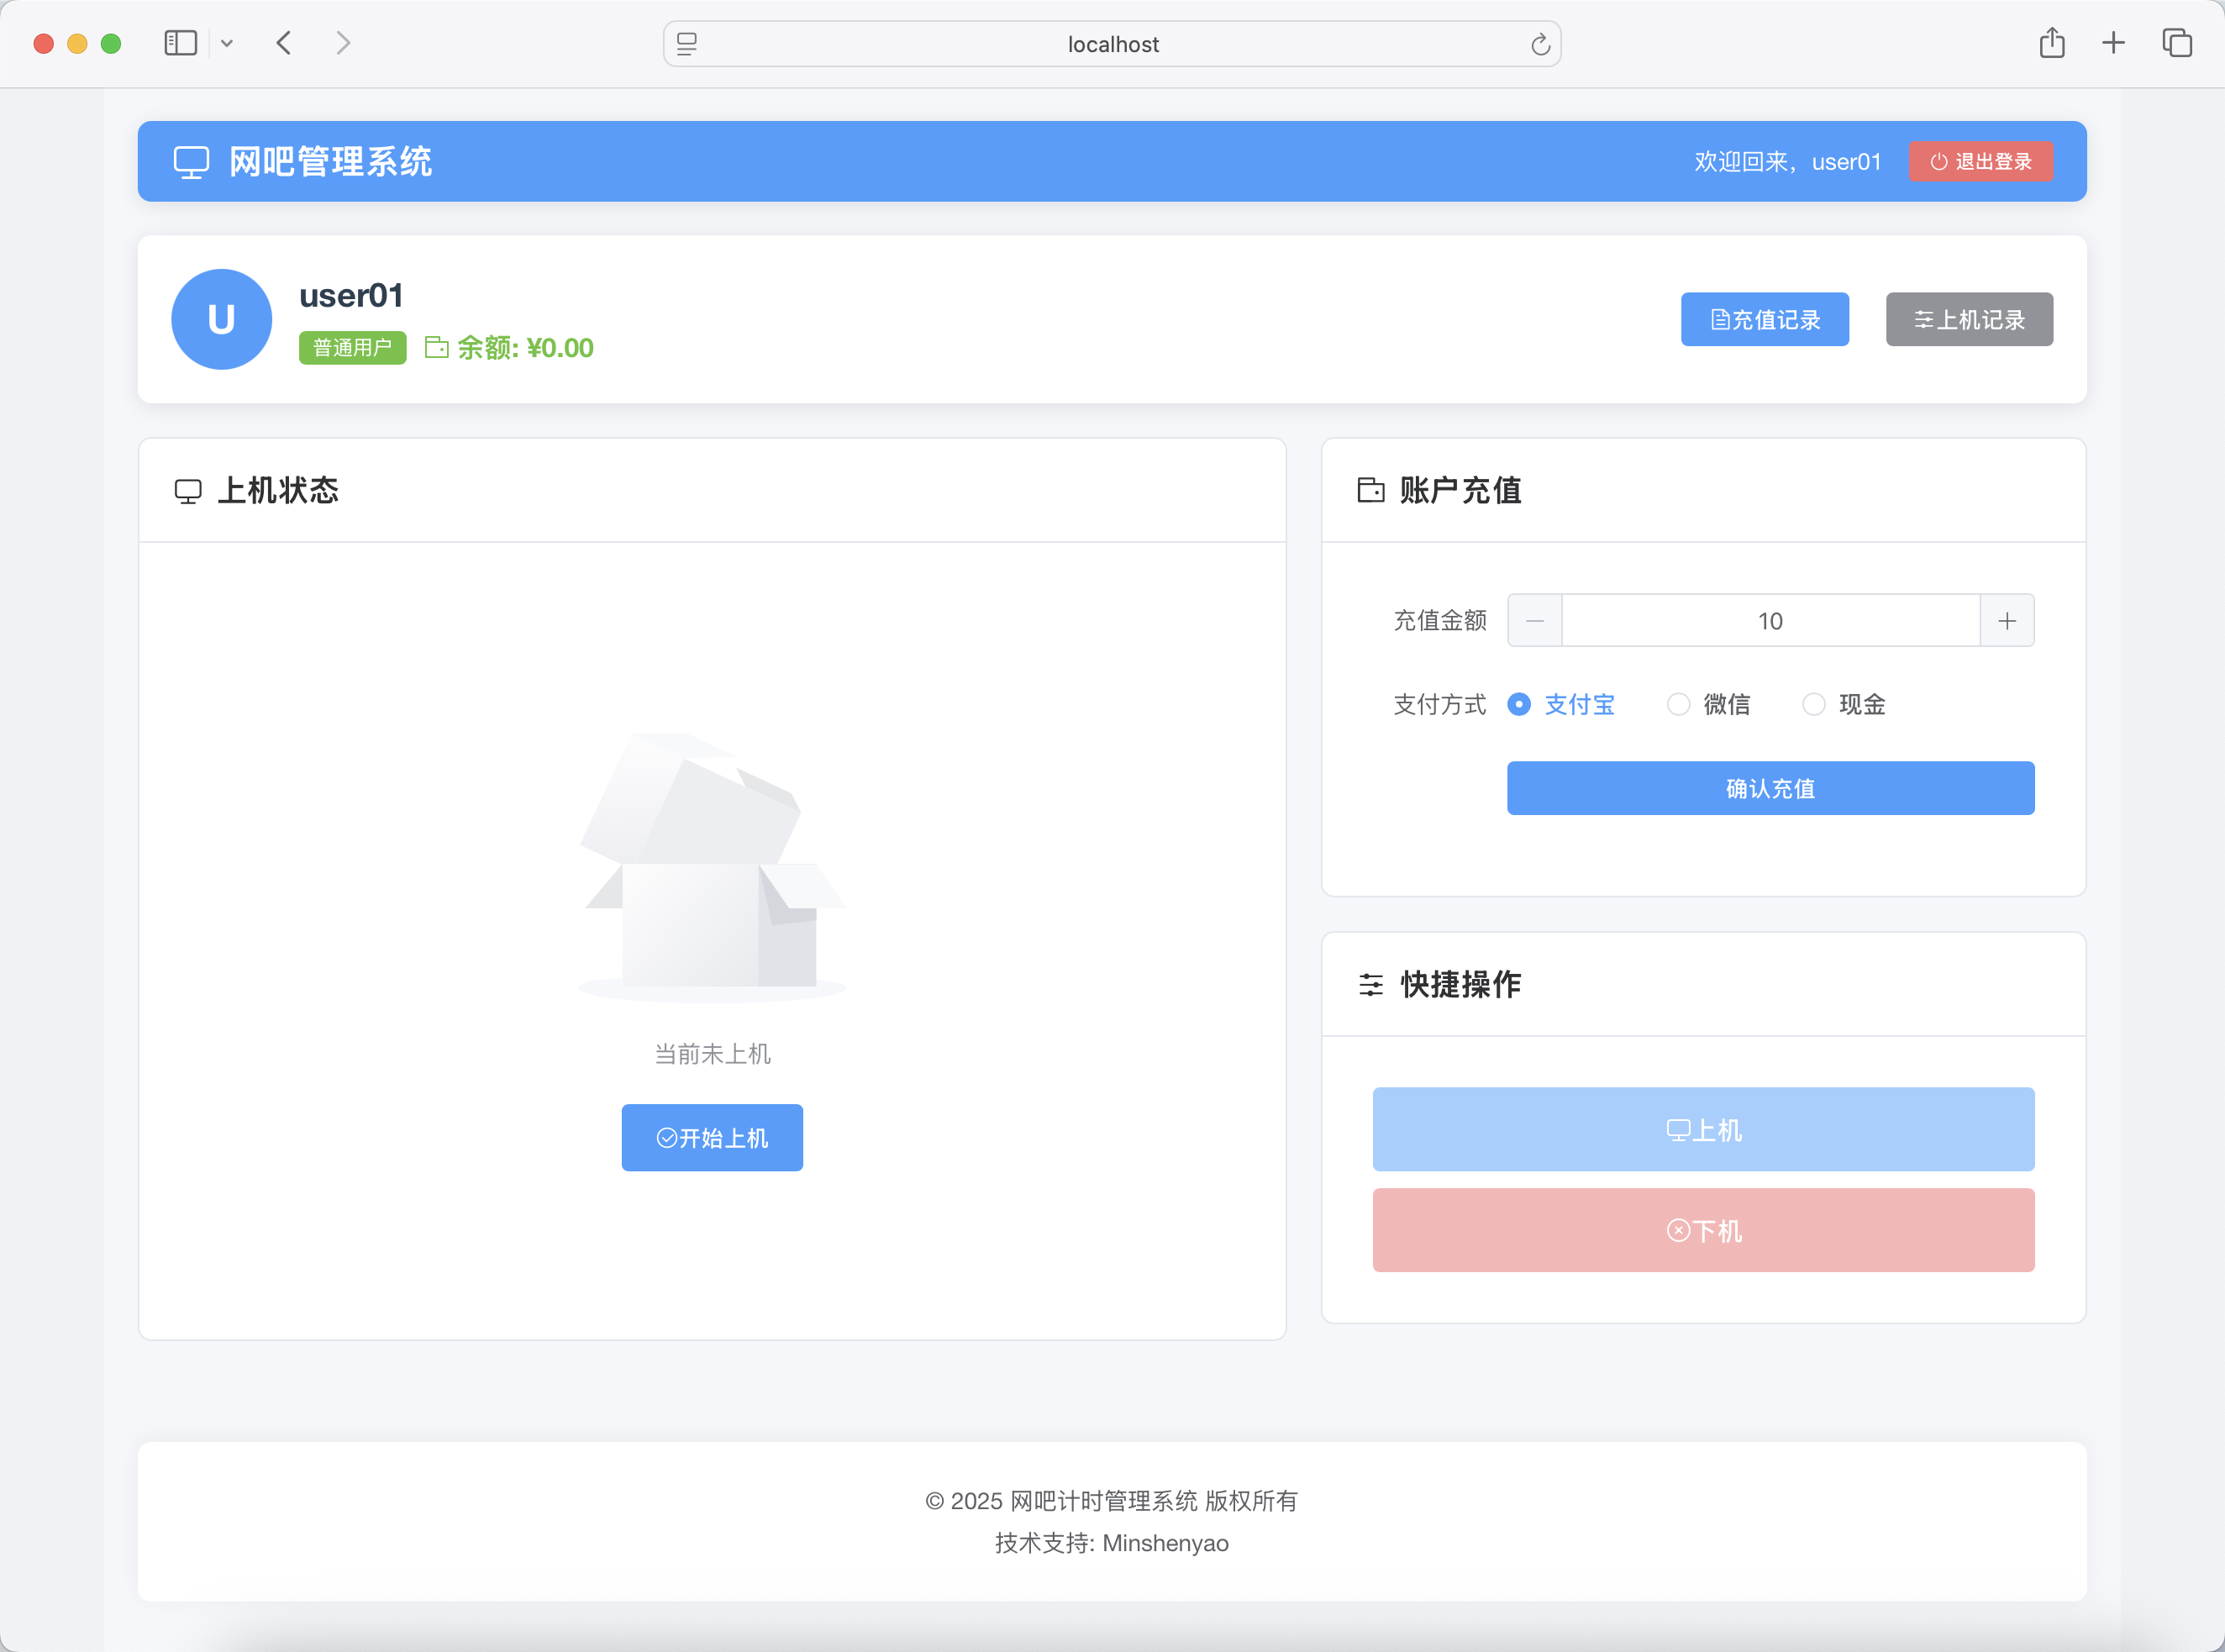 localhost
网吧管理系统
欢迎回来，user01 退出登录
U
user01
普通用户 余额: ¥0.00
充值记录 上机记录
上机状态
当前未上机
开始上机
账户充值
充值金额 10
支付方式 支付宝 微信 现金
确认充值
快捷操作
上机
下机
© 2025 网吧计时管理系统 版权所有
技术支持: Minshenyao